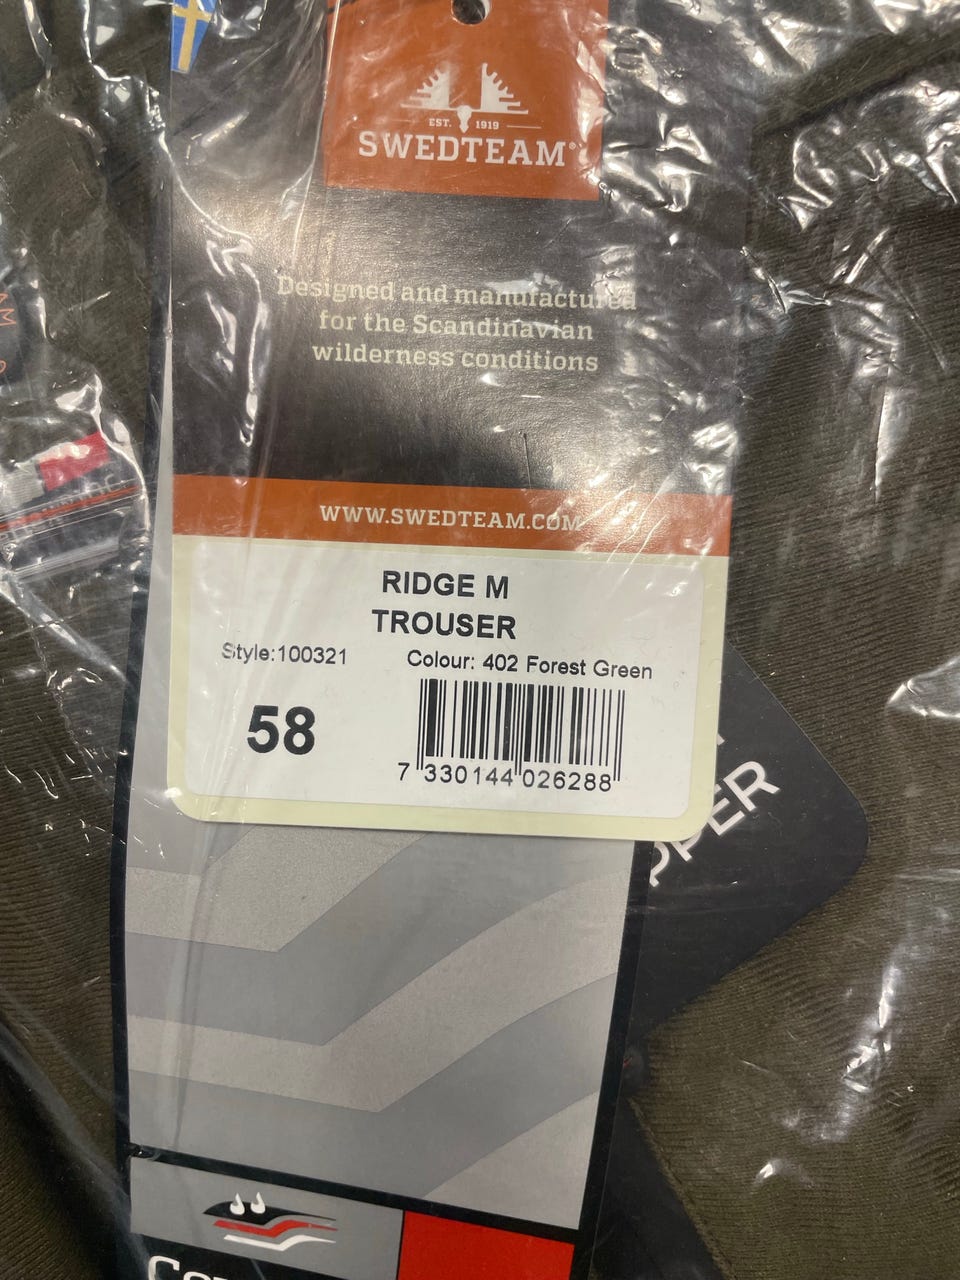 EST. 1919
SWEDTEAM®
Designed and manufactured
for the Scandinavian
wilderness conditions
WWW.SWEDTEAM.COM
RIDGE M
TROUSER
Style:100321
Colour: 402 Forest Green
58
7 330144 026288